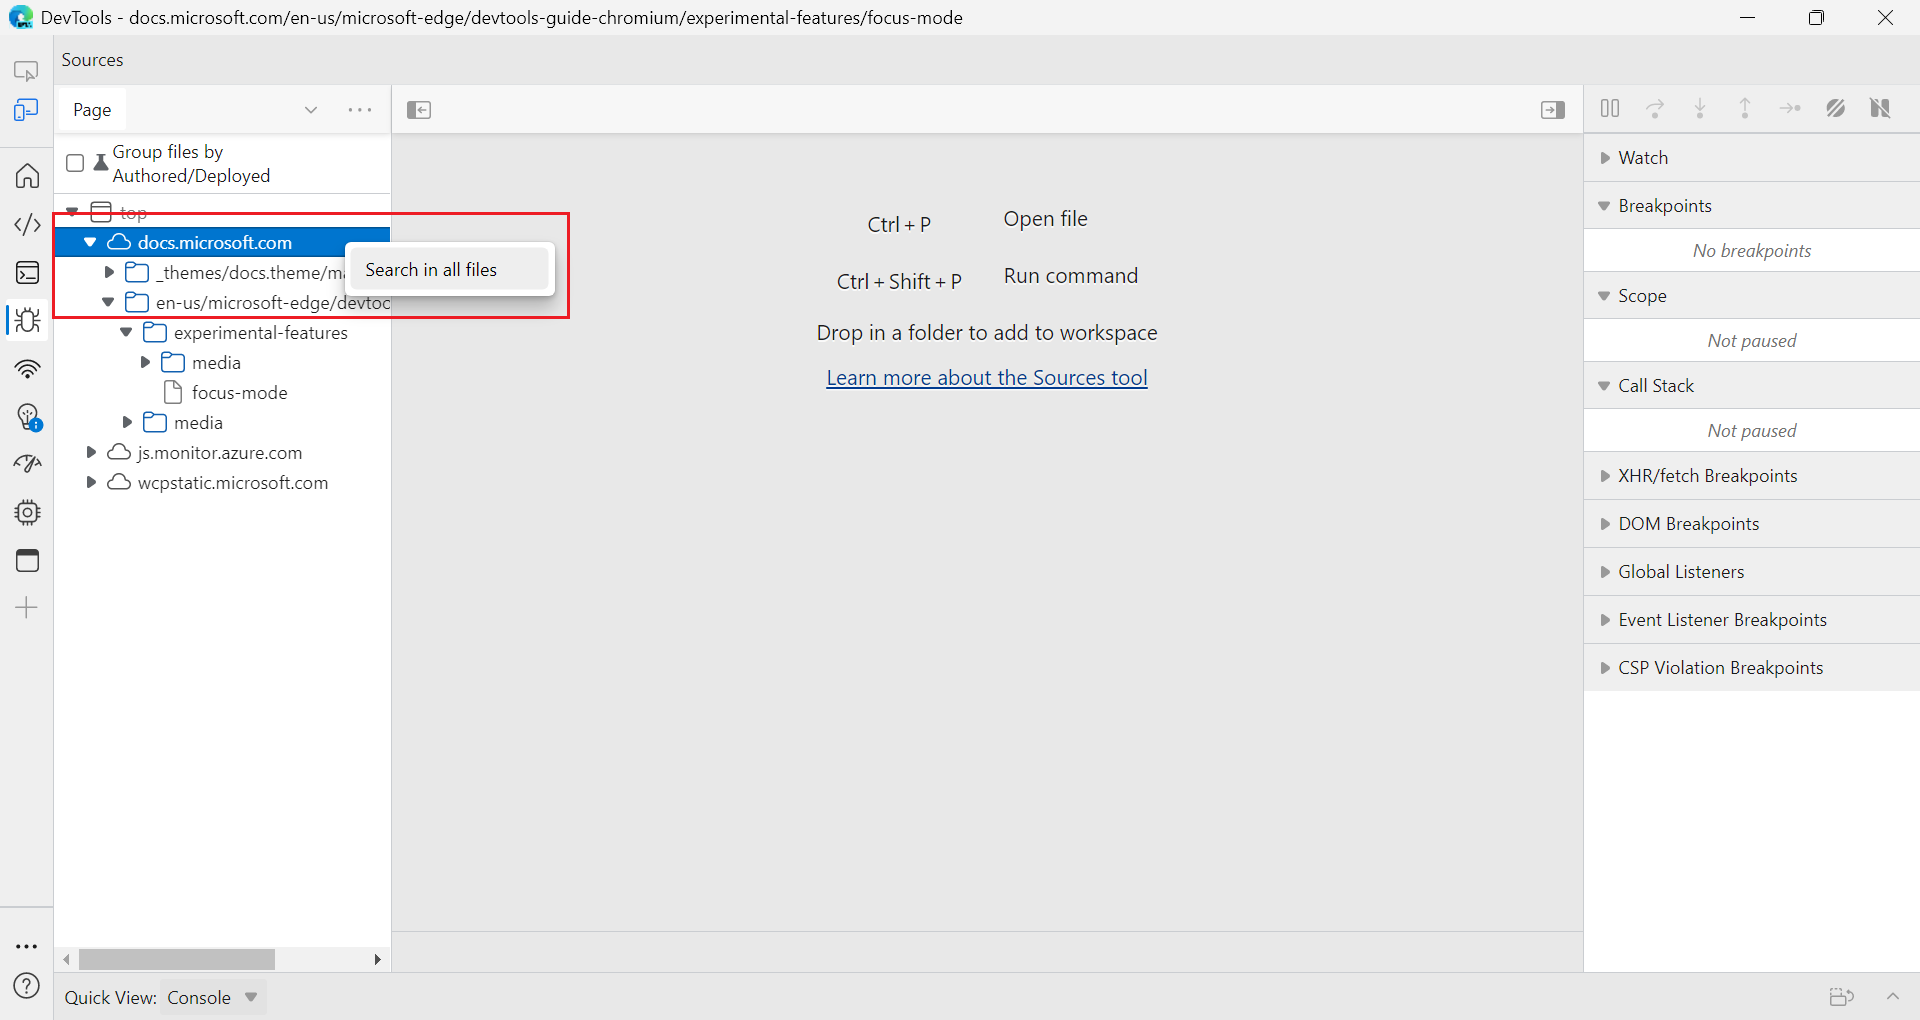 DevTools - docs.microsoft.com/en-us/microsoft-edge/devtools-guide-chromium/experimental-features/focus-mode
Sources
Page
Group files by
Authored/Deployed
top
docs.microsoft.com
_themes/docs.theme/ma
Search in all files
en-us/microsoft-edge/devtoo
experimental-features
media
focus-mode
media
js.monitor.azure.com
wcpstatic.microsoft.com
Ctrl + P Open file
Ctrl + Shift + P Run command
Drop in a folder to add to workspace
Learn more about the Sources tool
Watch
Breakpoints
No breakpoints
Scope
Not paused
Call Stack
Not paused
XHR/fetch Breakpoints
DOM Breakpoints
Global Listeners
Event Listener Breakpoints
CSP Violation Breakpoints
Quick View: Console